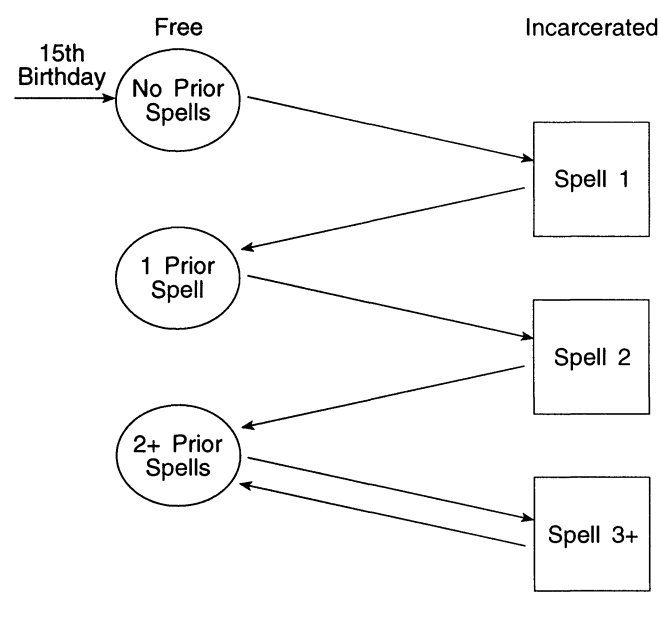 Free
Incarcerated
15th
Birthday
No Prior
Spells
Spell 1
1 Prior
Spell
Spell 2
2+ Prior
Spells
Spell 3+